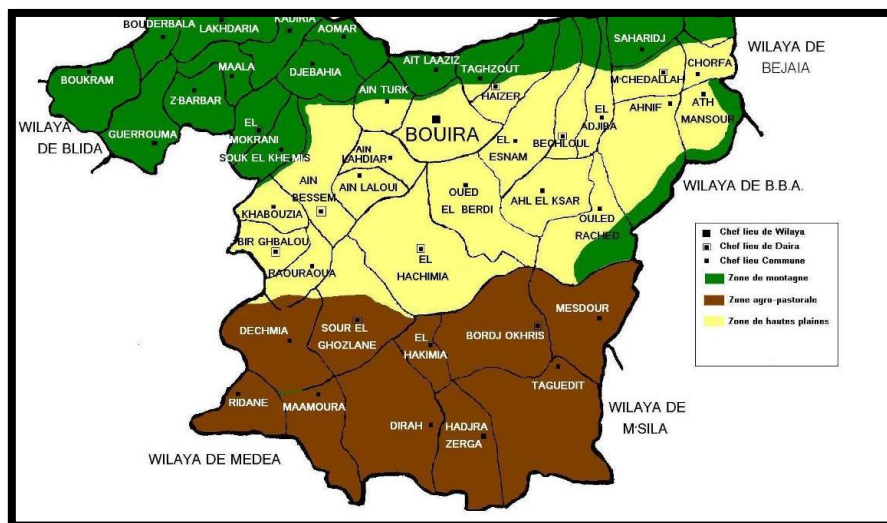 KADIRIA
BOUDERBALA
LAKHDARIA
AOMAR
SAHARIDJ
WILAYA DE
BEJAIA
BOUKRAM
MAALA
DJEBAHIA
AIT LAAZIZ
TAGHZOUT
M'CHEDALLAH
CHORFA
Z'BARBAR
AIN TURK
HAIZER
AHNIF
ATH
MANSOUR
WILAYA
DE BLIDA
GUERROUMA
EL
MOKRANI
SOUK EL KHEMIS
BOUIRA
EL
ESNAM
BECHLOUL
EL
ADJIBA
AIN
LAHDJAR
AIN LALOUI
AIN
BESSEM
OUED
EL BERDI
AHL EL KSAR
WILAYA DE B.B.A.
KHABOUZIA
OULED
RACHED
BIR GHBALOU
RAOURAOUA
EL
HACHIMIA
Chef lieu de Wilaya
Chef lieu de Daira
Chef lieu Commune
Zone de montagne
Zune agro-pastorale
Zone de hautes plaines
DECHMIA
SOUR EL
GHOZLANE
EL
HAKIMIA
BORDJ OKHRIS
MESDOUR
TAGUEDIT
RIDANE
MAAMOURA
DIRAH
HADJRA
ZERGA
WILAYA DE
M'SILA
WILAYA DE MEDEA